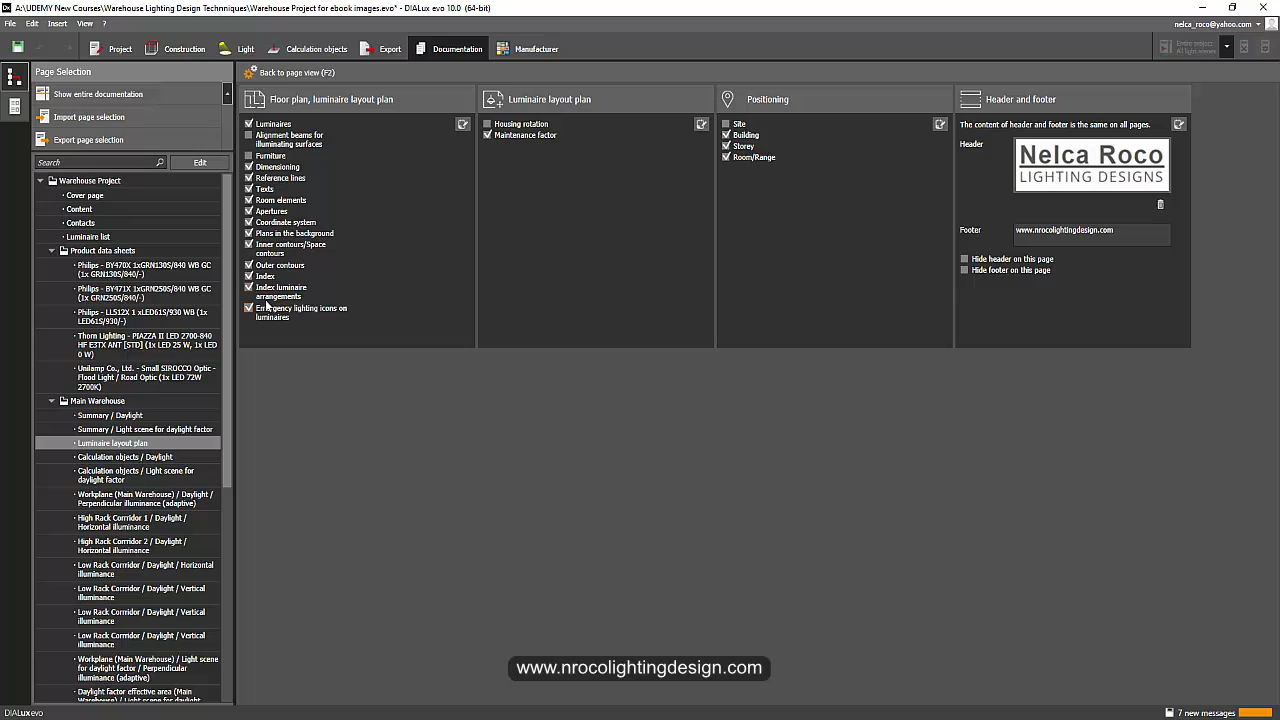 A:\UDEMY New Courses\Warehouse Lighting Design Technniques\Warehouse Project for ebook images.evo* - DIALux evo 10.0 (64-bit)
File Edit Insert View ?
nelca_roco@yahoo.com
Project Construction Light Calculation objects Export Documentation Manufacturer
Entire project
All light scenes
Page Selection
Show entire documentation
Import page selection
Export page selection
Search
Edit
Warehouse Project
Cover page
Content
Contacts
Luminaire list
Product data sheets
Philips - BY470X 1xGRN130S/840 WB GC
(1x GRN130S/840/-)
Philips - BY471X 1xGRN250S/840 WB GC
(1x GRN250S/840/-)
Philips - LL512X 1 xLED61S/930 WB (1x
LED61S/930/-)
Thorn Lighting - PIAZZA II LED 2700-840
HF E3TX ANT [STD] (1x LED 25 W, 1x LED
0 W)
Unilamp Co., Ltd. - Small SIROCCO Optic -
Flood Light / Road Optic (1x LED 72W
2700K)
Main Warehouse
Summary / Daylight
Summary / Light scene for daylight factor
Luminaire layout plan
Calculation objects / Daylight
Calculation objects / Light scene for
daylight factor
Workplane (Main Warehouse) / Daylight /
Perpendicular illuminance (adaptive)
High Rack Corrridor 1 / Daylight /
Horizontal illuminance
High Rack Corrridor 2 / Daylight /
Horizontal illuminance
Low Rack Corrridor / Daylight / Horizontal
illuminance
Low Rack Corrridor / Daylight / Vertical
illuminance
Low Rack Corrridor / Daylight / Vertical
illuminance
Low Rack Corrridor / Daylight / Vertical
illuminance
Workplane (Main Warehouse) / Light scene
for daylight factor / Perpendicular
illuminance (adaptive)
Daylight factor effective area (Main
Warehouse) / Light scene for daylight
Back to page view (F2)
Floor plan, luminaire layout plan
Luminaires
Alignment beams for
illuminating surfaces
Furniture
Dimensioning
Reference lines
Texts
Room elements
Apertures
Coordinate system
Plans in the background
Inner contours/Space
contours
Outer contours
Index
Index luminaire
arrangements
Emergency lighting icons on
luminaires
Luminaire layout plan
Housing rotation
Maintenance factor
Positioning
Site
Building
Storey
Room/Range
Header and footer
The content of header and footer is the same on all pages.
Header
Nelca Roco
LIGHTING DESIGNS
Footer
www.nrocolightingdesign.com
Hide header on this page
Hide footer on this page
www.nrocolightingdesign.com
DIALux evo
7 new messages